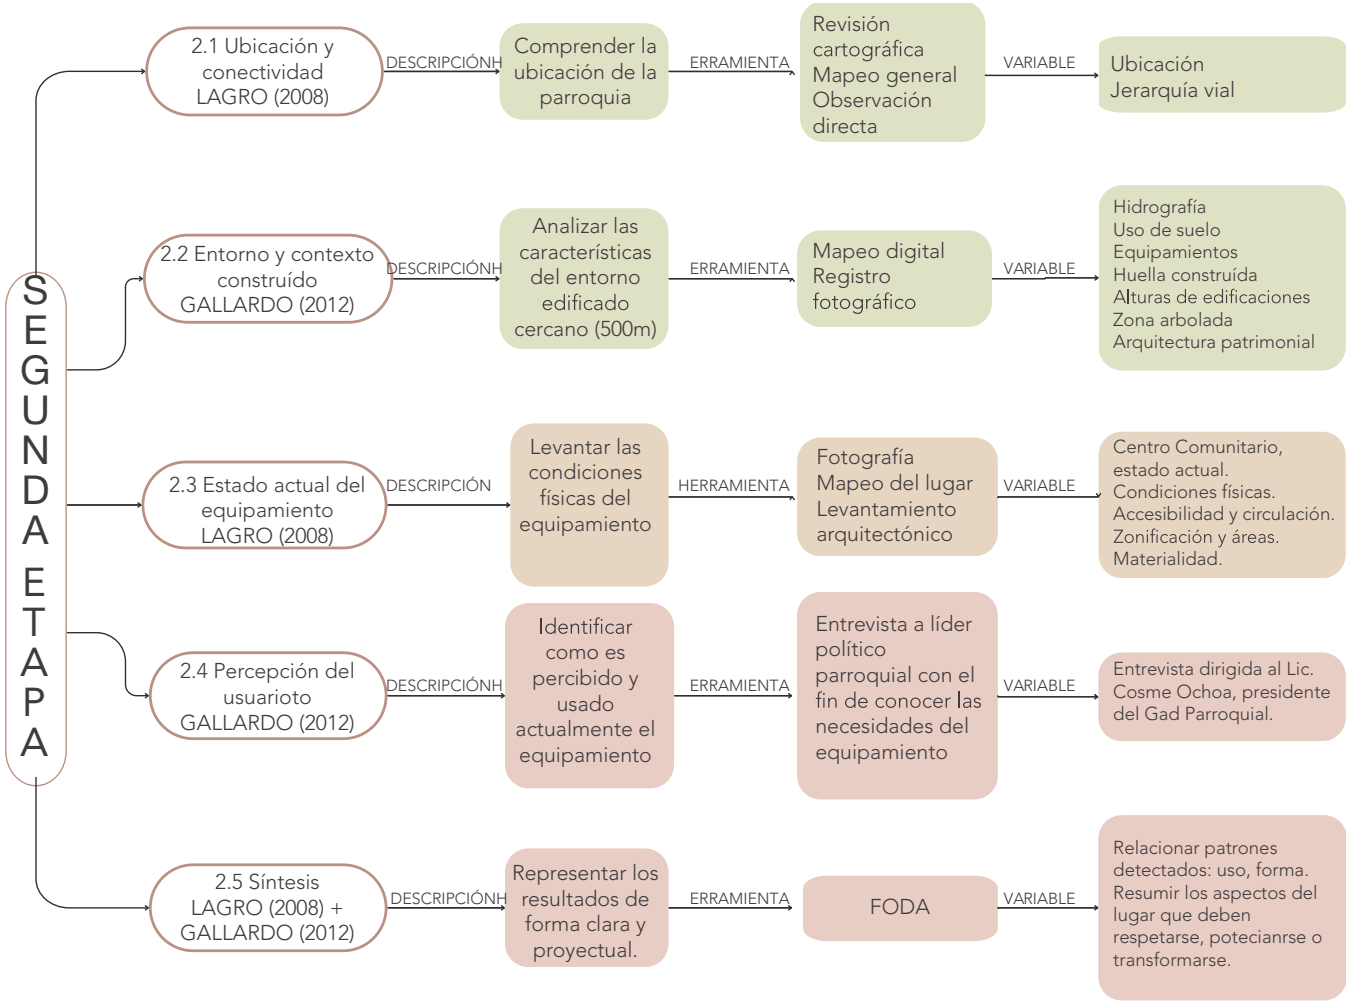 SEGUNDA ETAPA
2.1 Ubicación y
conectividad
LAGRO (2008)
DESCRIPCIÓNH
Comprender la
ubicación de la
parroquia
ERRAMIENTA
Revisión
cartográfica
Mapeo general
Observación
directa
VARIABLE
Ubicación
Jerarquía vial
2.2 Entorno y contexto
construído
GALLARDO (2012)
DESCRIPCIÓNH
Analizar las
características
del entorno
edificado
cercano (500m)
ERRAMIENTA
Mapeo digital
Registro
fotográfico
VARIABLE
Hidrografía
Uso de suelo
Equipamientos
Huella construída
Alturas de edificaciones
Zona arbolada
Arquitectura patrimonial
2.3 Estado actual del
equipamiento
LAGRO (2008)
DESCRIPCIÓN
Levantar las
condiciones
físicas del
equipamiento
HERRAMIENTA
Fotografía
Mapeo del lugar
Levantamiento
arquitectónico
VARIABLE
Centro Comunitario,
estado actual.
Condiciones físicas.
Accesibilidad y circulación.
Zonificación y áreas.
Materialidad.
2.4 Percepción del
usuarioto
GALLARDO (2012)
DESCRIPCIÓNH
Identificar
como es
percibido y
usado
actualmente el
equipamiento
ERRAMIENTA
Entrevista a líder
político
parroquial con el
fin de conocer las
necesidades del
equipamiento
VARIABLE
Entrevista dirigida al Lic.
Cosme Ochoa, presidente
del Gad Parroquial.
2.5 Síntesis
LAGRO (2008) +
GALLARDO (2012)
DESCRIPCIÓNH
Representar los
resultados de
forma clara y
proyectual.
ERRAMIENTA
FODA
VARIABLE
Relacionar patrones
detectados: uso, forma.
Resumir los aspectos del
lugar que deben
respetarse, potecianrse o
transformarse.